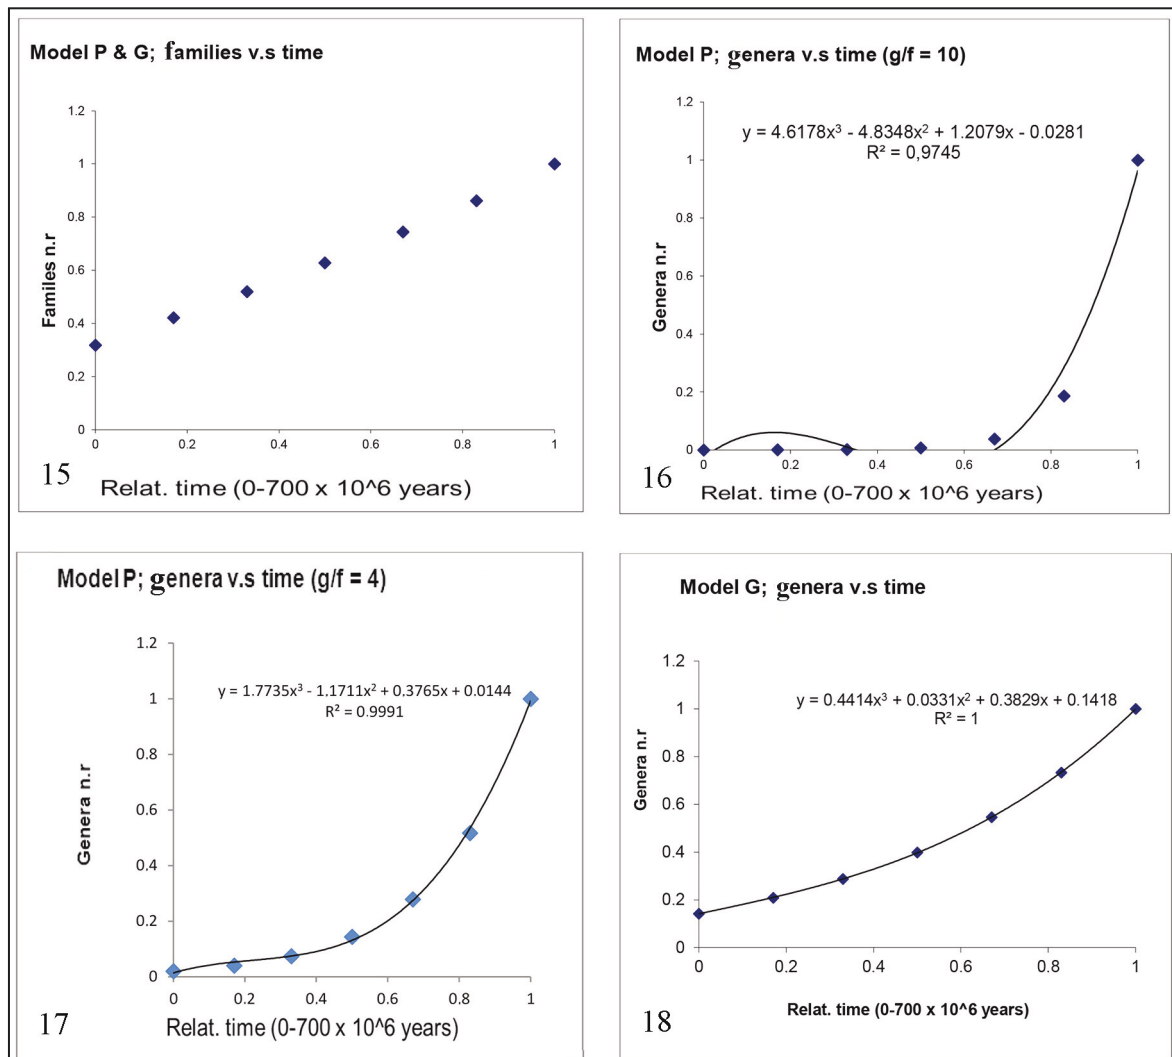 Model P & G; families v.s time
1.2
1
0.8
0.6
0.4
0.2
0
Familes n.r
0 0.2 0.4 0.6 0.8 1
15
Relat. time (0-700 x 10^6 years)
Model P; genera v.s time (g/f = 10)
1.2
1
0.8
0.6
0.4
0.2
0
Genera n.r
y = 4.6178x³ - 4.8348x² + 1.2079x - 0.0281
R² = 0,9745
0 0.2 0.4 0.6 0.8 1
16
Relat. time (0-700 x 10^6 years)
Model P; genera v.s time (g/f = 4)
1.2
1
0.8
0.6
0.4
0.2
0
Genera n.r
y = 1.7735x³ - 1.1711x² + 0.3765x + 0.0144
R² = 0.9991
0 0.2 0.4 0.6 0.8 1
17
Relat. time (0-700 x 10^6 years)
Model G; genera v.s time
1.2
1
0.8
0.6
0.4
0.2
0
Genera n.r
y = 0.4414x³ + 0.0331x² + 0.3829x + 0.1418
R² = 1
0 0.2 0.4 0.6 0.8 1
18
Relat. time (0-700 x 10^6 years)